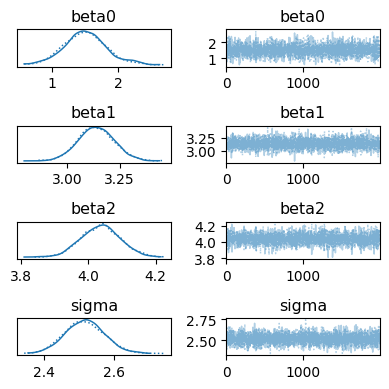 beta0 beta0
2
1
1 2 0 1000
beta1 beta1
3.25
3.00
3.00 3.25 0 1000
beta2 beta2
4.2
4.0
3.8
3.8 4.0 4.2 0 1000
sigma sigma
2.75
2.50
2.4 2.6 0 1000